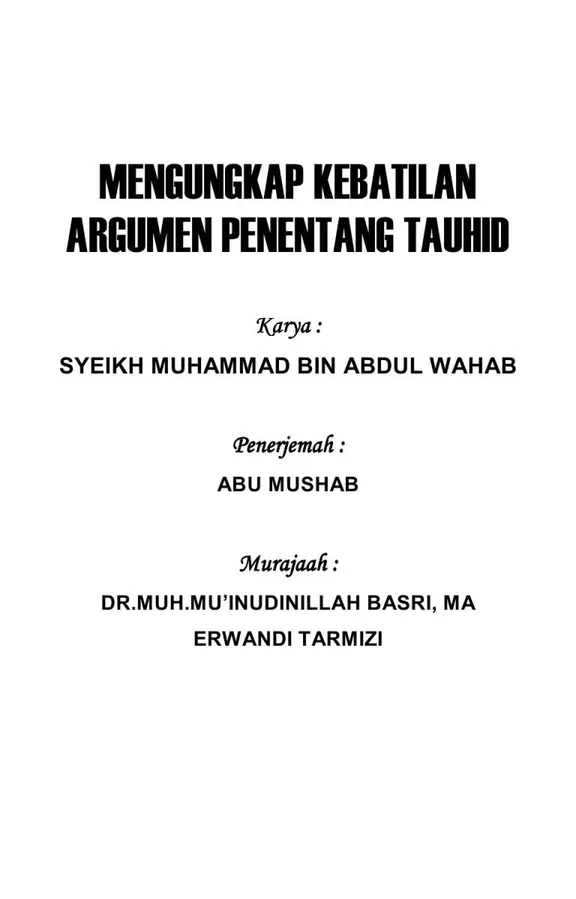 MENGUNGKAP KEBATILAN
ARGUMEN PENENTANG TAUHID
Karya :
SYEIKH MUHAMMAD BIN ABDUL WAHAB
Penerjemah :
ABU MUSHAB
Murajaah :
DR.MUH.MU’INUDINILLAH BASRI, MA
ERWANDI TARMIZI